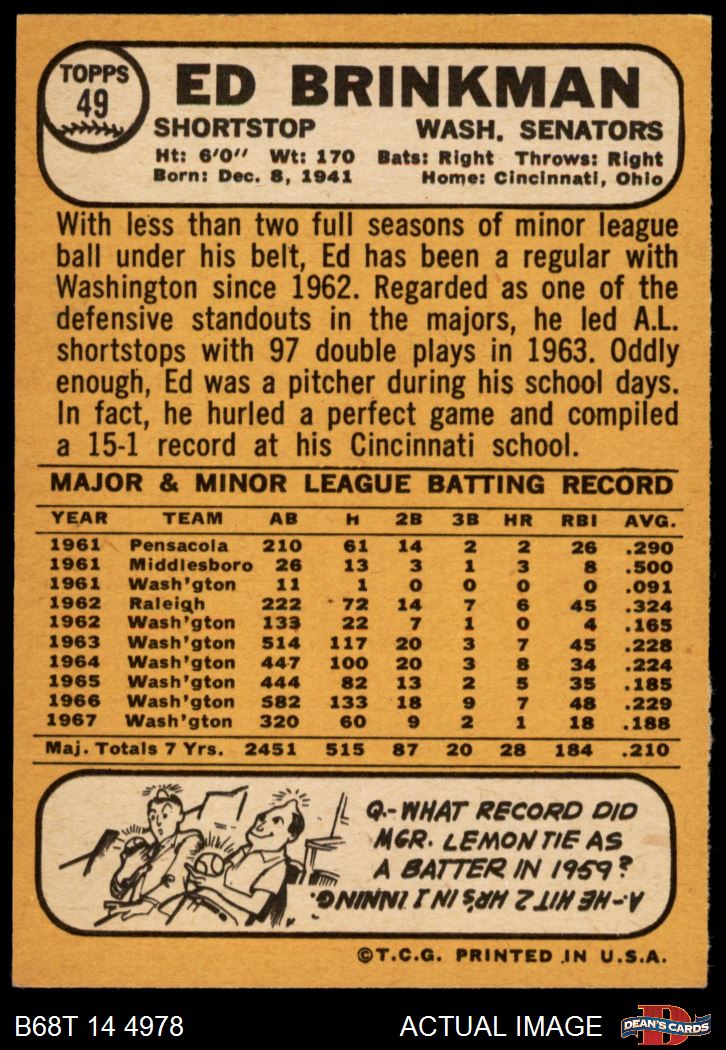 TOPPS
49
ED BRINKMAN
SHORTSTOP WASH. SENATORS
Ht: 6'0" Wt: 170 Bats: Right Throws: Right
Born: Dec. 8, 1941 Home: Cincinnati, Ohio
With less than two full seasons of minor league
ball under his belt, Ed has been a regular with
Washington since 1962. Regarded as one of the
defensive standouts in the majors, he led A.L.
shortstops with 97 double plays in 1963. Oddly
enough, Ed was a pitcher during his school days.
In fact, he hurled a perfect game and compiled
a 15-1 record at his Cincinnati school.
MAJOR & MINOR LEAGUE BATTING RECORD
YEAR TEAM AB H 2B 3B HR RBI AVG.
1961 Pensacola 210 61 14 2 2 26 .290
1961 Middlesboro 26 13 3 1 3 8 .500
1961 Wash'gton 11 1 0 0 0 0 .091
1962 Raleigh 222 72 14 7 6 45 .324
1962 Wash'gton 133 22 7 1 0 4 .165
1963 Wash'gton 514 117 20 3 7 45 .228
1964 Wash'gton 447 100 20 3 8 34 .224
1965 Wash'gton 444 82 13 2 5 35 .185
1966 Wash'gton 582 133 18 9 7 48 .229
1967 Wash'gton 320 60 9 2 1 18 .188
Maj. Totals 7 Yrs. 2451 515 87 20 28 184 .210
Q.-WHAT RECORD DID
MGR. LEMON TIE AS
A BATTER IN 1959?
A.-HE HIT 2 HR'S IN 1 INNING.
©T.C.G. PRINTED IN U.S.A.
B68T 14 4978 ACTUAL IMAGE
D
DEAN'S CARDS